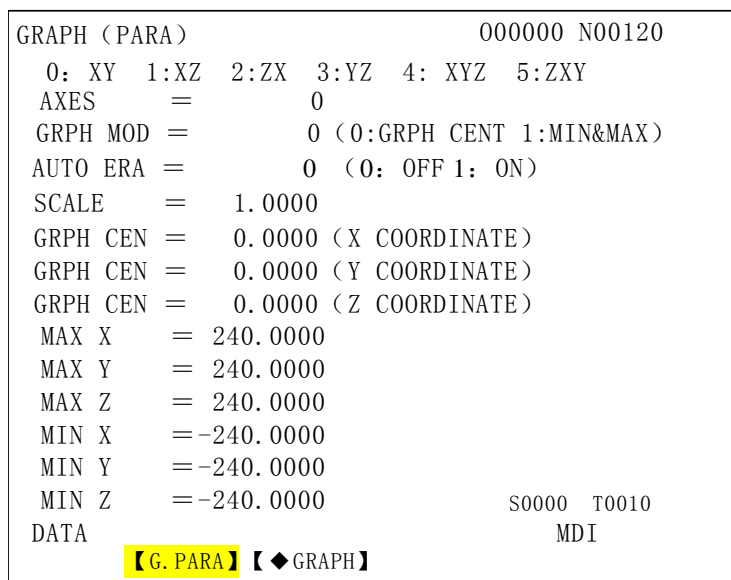 GRAPH（PARA） O00000 N00120
0：XY 1:XZ 2:ZX 3:YZ 4: XYZ 5:ZXY
AXES ＝ 0
GRPH MOD ＝ 0（0:GRPH CENT 1:MIN&MAX）
AUTO ERA ＝ 0 （0：OFF 1：ON）
SCALE ＝ 1.0000
GRPH CEN ＝ 0.0000（X COORDINATE）
GRPH CEN ＝ 0.0000（Y COORDINATE）
GRPH CEN ＝ 0.0000（Z COORDINATE）
MAX X ＝ 240.0000
MAX Y ＝ 240.0000
MAX Z ＝ 240.0000
MIN X ＝-240.0000
MIN Y ＝-240.0000
MIN Z ＝-240.0000 S0000 T0010
DATA MDI
【G.PARA】【◆GRAPH】